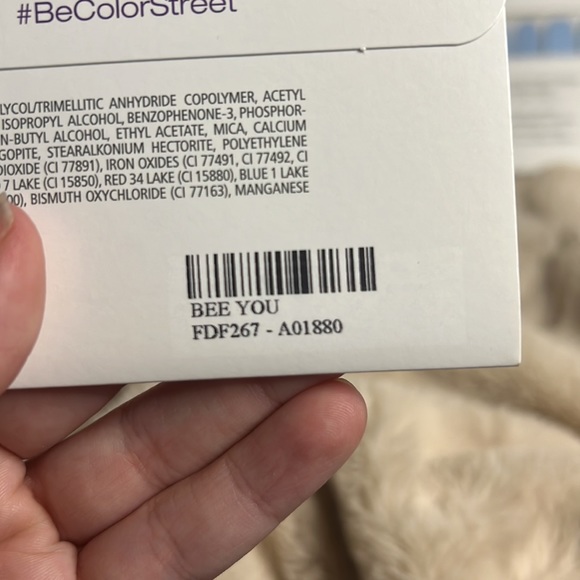 #BeColorStreet
LYCOL/TRIMELLITIC ANHYDRIDE COPOLYMER, ACETYL
ISOPROPYL ALCOHOL, BENZOPHENONE-3, PHOSPHOR-
N-BUTYL ALCOHOL, ETHYL ACETATE, MICA, CALCIUM
GOPITE, STEARALKONIUM HECTORITE, POLYETHYLENE
DIOXIDE (CI 77891), IRON OXIDES (CI 77491, CI 77492, CI
7 LAKE (CI 15850), RED 34 LAKE (CI 15880), BLUE 1 LAKE
00), BISMUTH OXYCHLORIDE (CI 77163), MANGANESE
BEE YOU
FDF267 - A01880